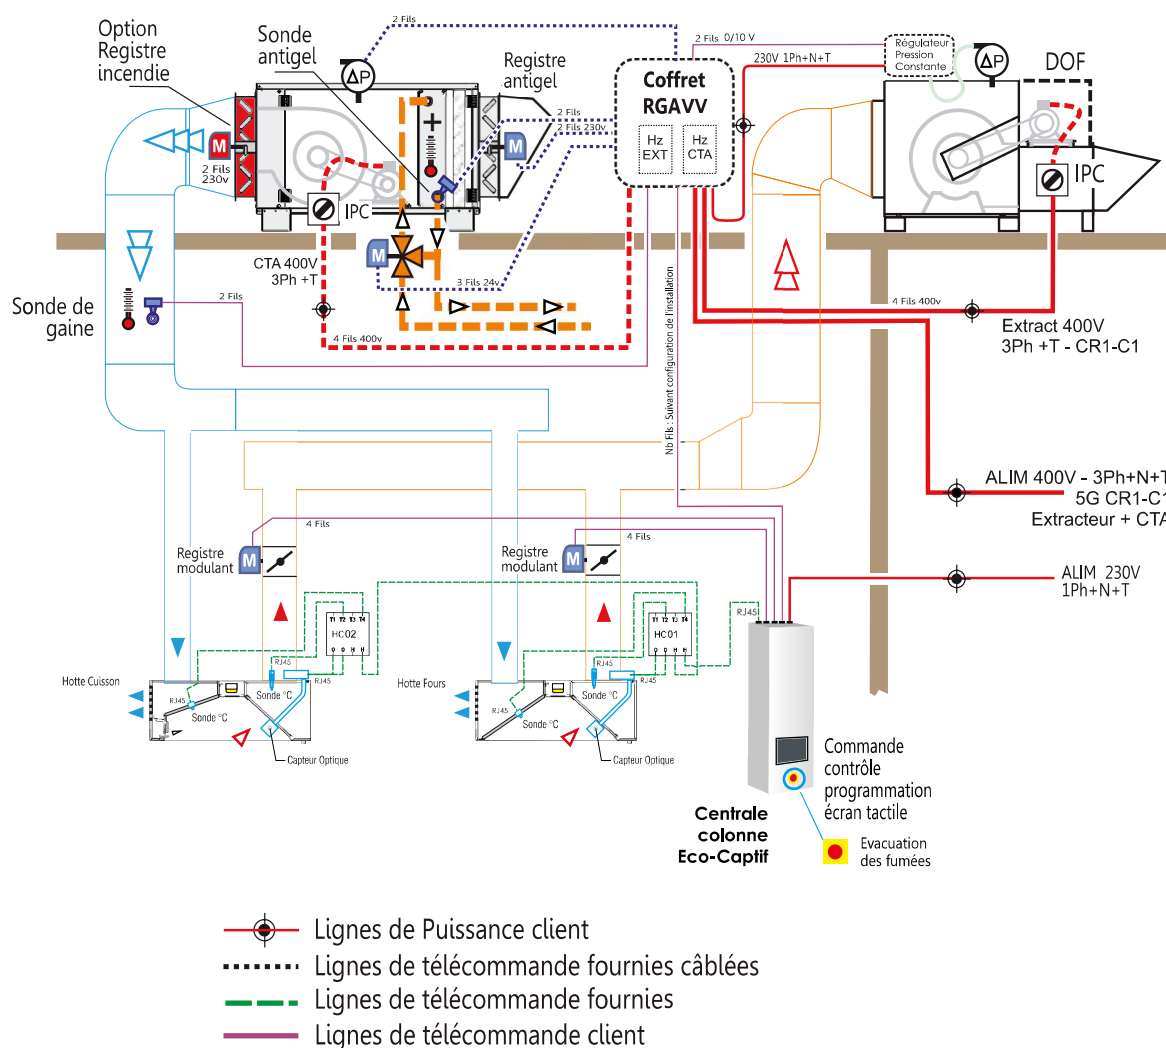 Option
Registre
incendie
Sonde
antigel
2 Fils
ΔP
Registre
antigel
2 Fils
2 Fils 230v
Coffret
RGAVV
Hz
EXT
Hz
CTA
2 Fils 0/10 V
230V 1Ph+N+T
Régulateur
Pression
Constante
ΔP
DOF
M
2 Fils
230v
M
IPC
IPC
CTA 400V
3Ph +T
M
3 Fils 24v
Sonde de
gaine
2 Fils
4 Fils 400v
4 Fils 400v
Extract 400V
3Ph +T - CR1-C1
Nb Fils : Suivant configuration de l'installation
ALIM 400V - 3Ph+N+T
5G CR1-C1
Extracteur + CTA
4 Fils
4 Fils
Registre
modulant
M
Registre
modulant
M
ALIM 230V
1Ph+N+T
RJ45
T1 T2 T3 T4
HC02
O O H H
T1 T2 T3 T4
HC01
O O H H
RJ45
RJ45
RJ45
RJ45
Hotte Cuisson
Sonde °C
RJ45
Sonde °C
Capteur Optique
Hotte Fours
Sonde °C
RJ45
Sonde °C
Capteur Optique
Commande
contrôle
programmation
écran tactile
Centrale
colonne
Eco-Captif
Evacuation
des fumées
Lignes de Puissance client
Lignes de télécommande fournies câblées
Lignes de télécommande fournies
Lignes de télécommande client